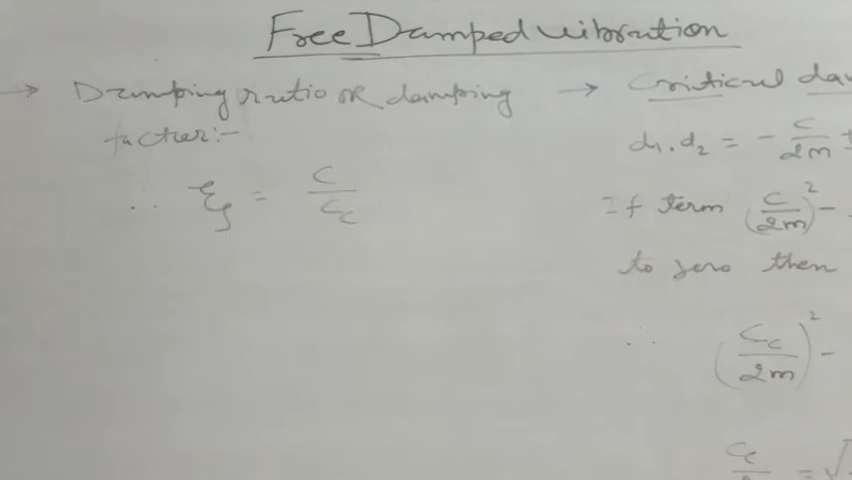 Free Damped vibration
→ Damping ratio or damping
factor:-
∴ ξ = C/Cc
→ Critical
d1.d2 = - C/2m ±
If term (C/2m)² -
to zero then
∴ (Cc/2m)² -
Cc = √